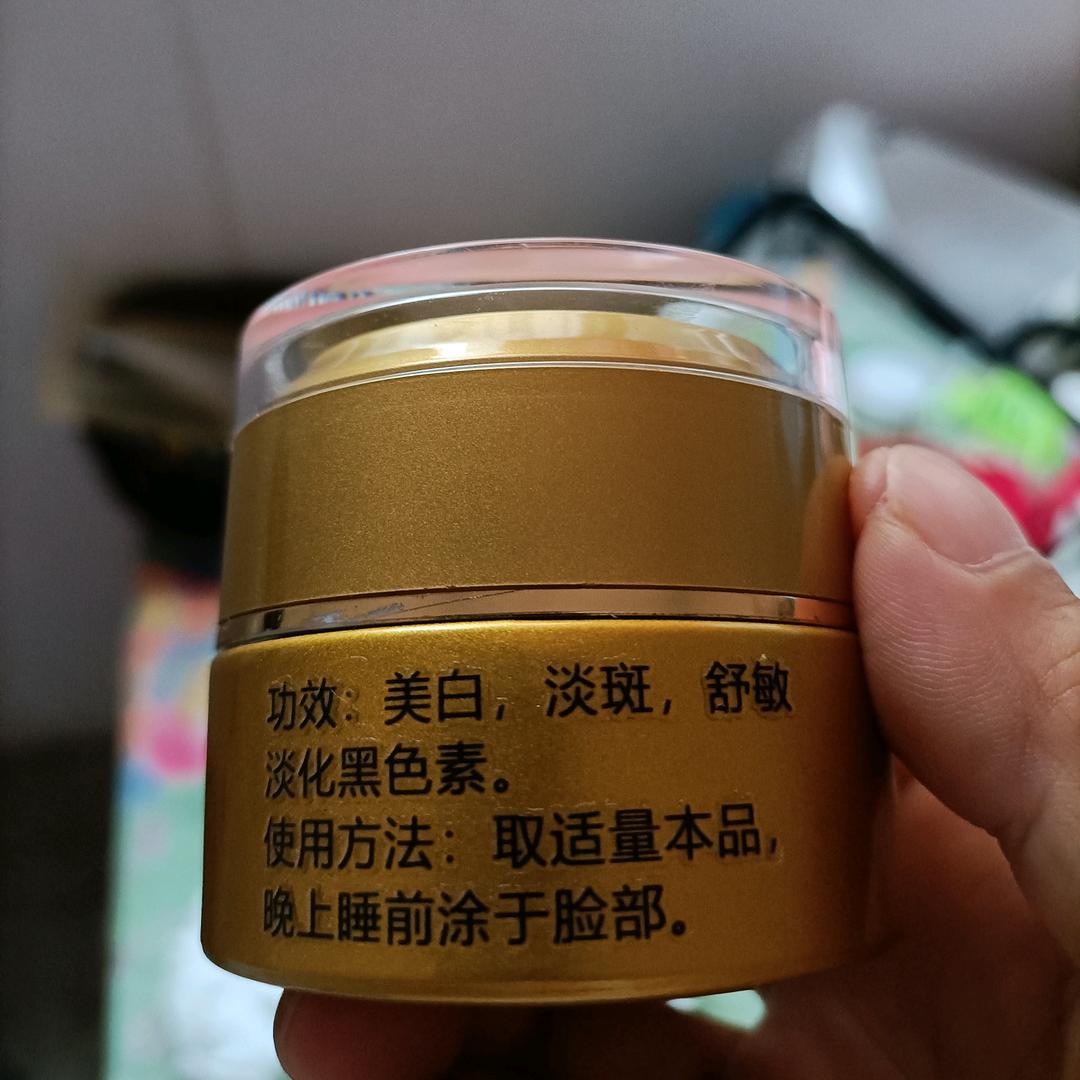 功效：美白，淡斑，舒敏
淡化黑色素。
使用方法：取适量本品，
晚上睡前涂于脸部。